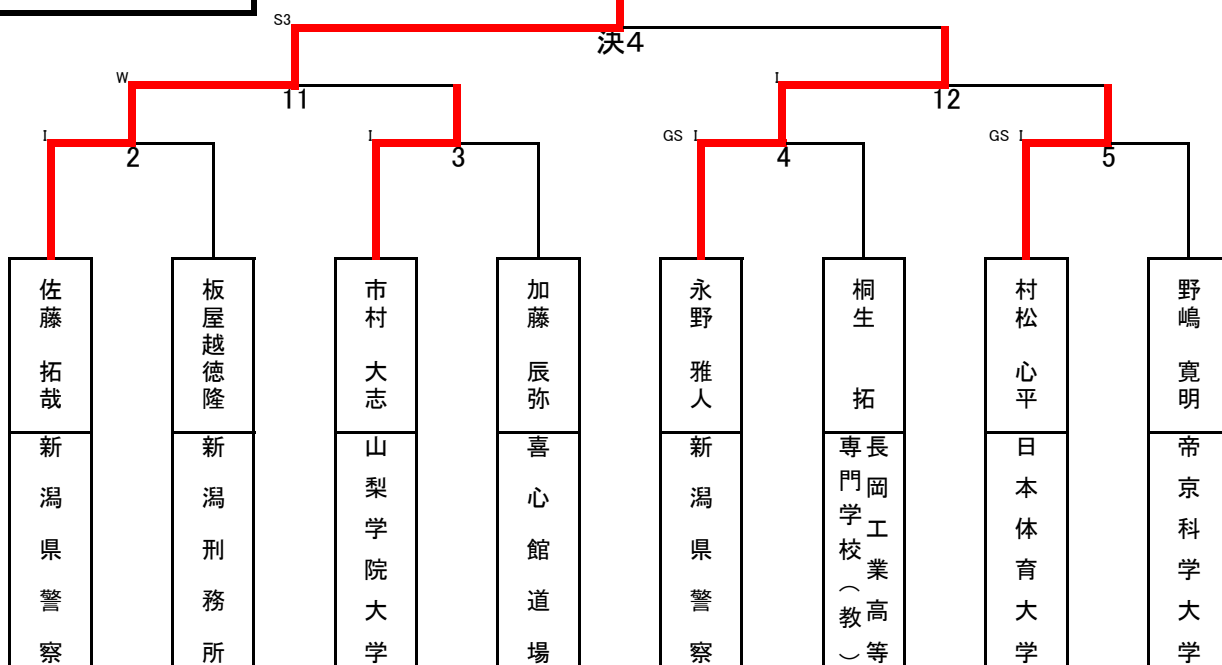 S3
決4
W
11
I
12
I
2
I
3
GS I
4
GS I
5
佐藤 拓哉
板屋越徳隆
市村 大志
加藤 辰弥
永野 雅人
桐生 拓
村松 心平
野嶋 寛明
新潟県警察
新潟刑務所
山梨学院大学
喜心館道場
新潟県警察
長岡工業高等
専門学校（教）
日本体育大学
帝京科学大学